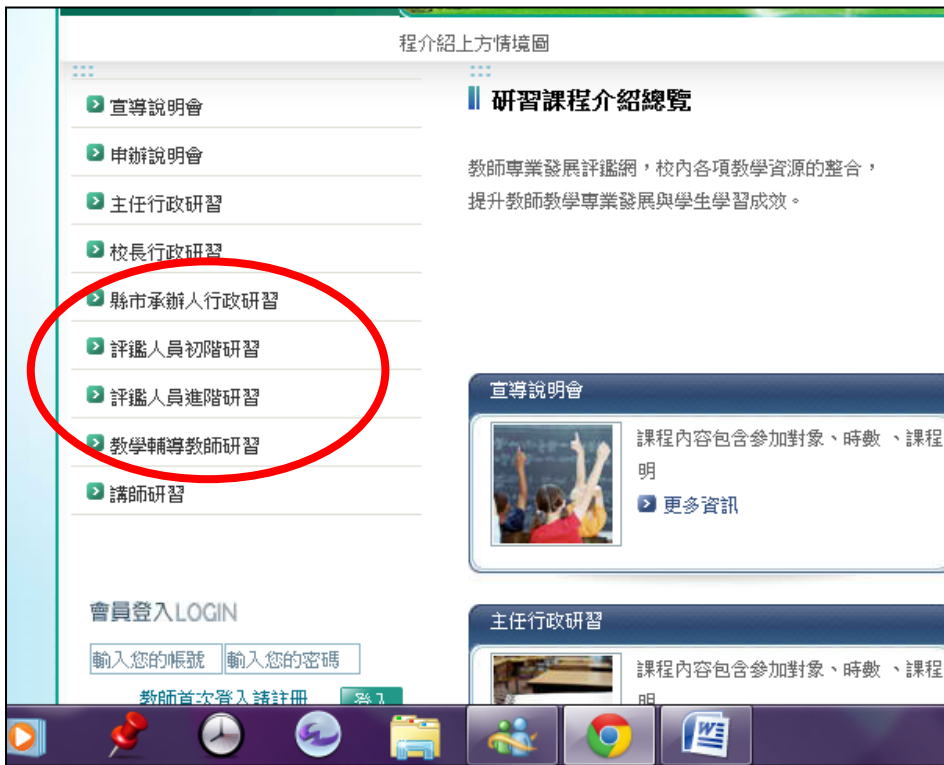 程介紹上方情境圖
宣導說明會
申辦說明會
主任行政研習
校長行政研習
縣市承辦人行政研習
評鑑人員初階研習
評鑑人員進階研習
教學輔導教師研習
講師研習
會員登入LOGIN
輸入您的帳號 輸入您的密碼
教師首次登入請註冊 登入
研習課程介紹總覽
教師專業發展評鑑網，校內各項教學資源的整合，
提升教師教學專業發展與學生學習成效。
宣導說明會
課程內容包含參加對象、時數 、課程
明
更多資訊
主任行政研習
課程內容包含參加對象、時數 、課程
明
W